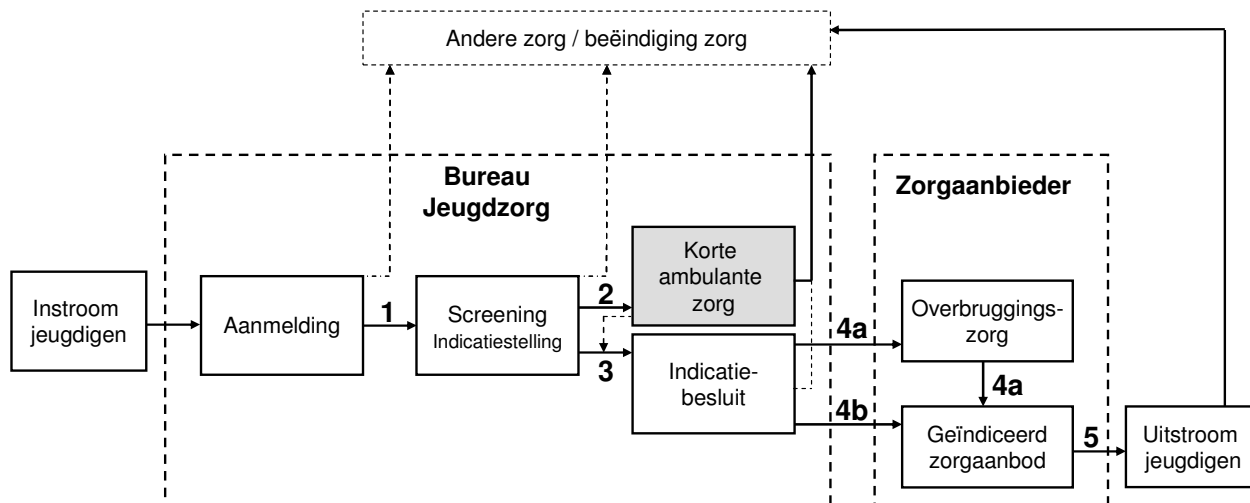 Andere zorg / beëindiging zorg
Bureau
Jeugdzorg
Zorgaanbieder
Instroom
jeugdigen
Aanmelding
1
Screening
Indicatiestelling
2
3
Korte
ambulante
zorg
Indicatie-
besluit
4a
4b
Overbruggings-
zorg
4a
Geïndiceerd
zorgaanbod
5
Uitstroom
jeugdigen